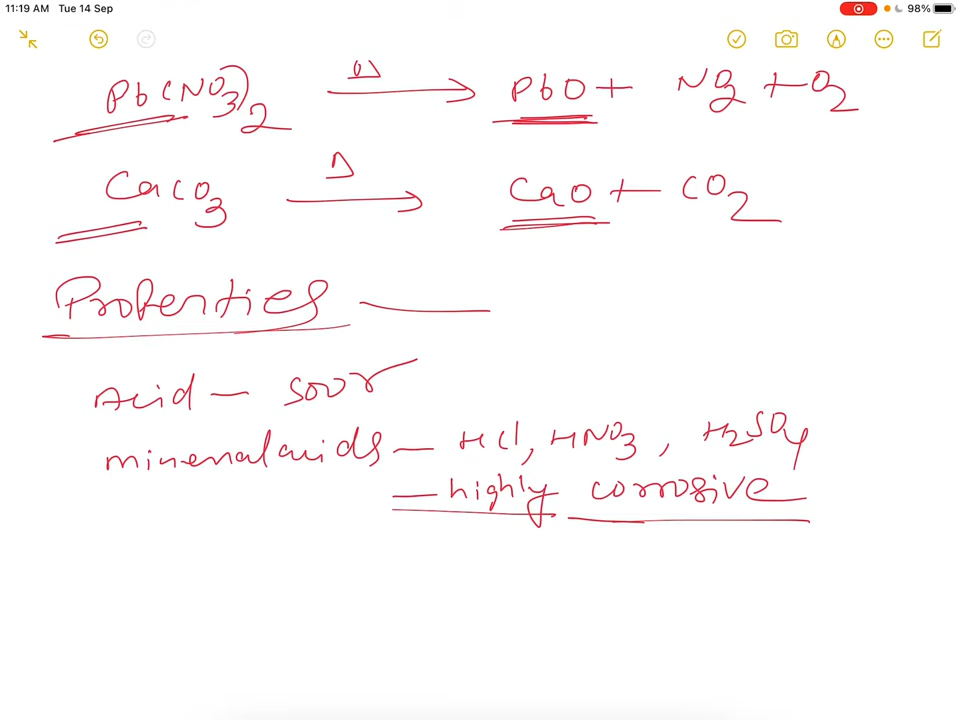 11:19 AM Tue 14 Sep 98%
Pb(NO3)2 Δ → PbO + NO2 + O2
CaCO3 Δ → CaO + CO2
Properties —
Acid — Sour
mineral acids — HCl, HNO3, H2SO4
— highly corrosive